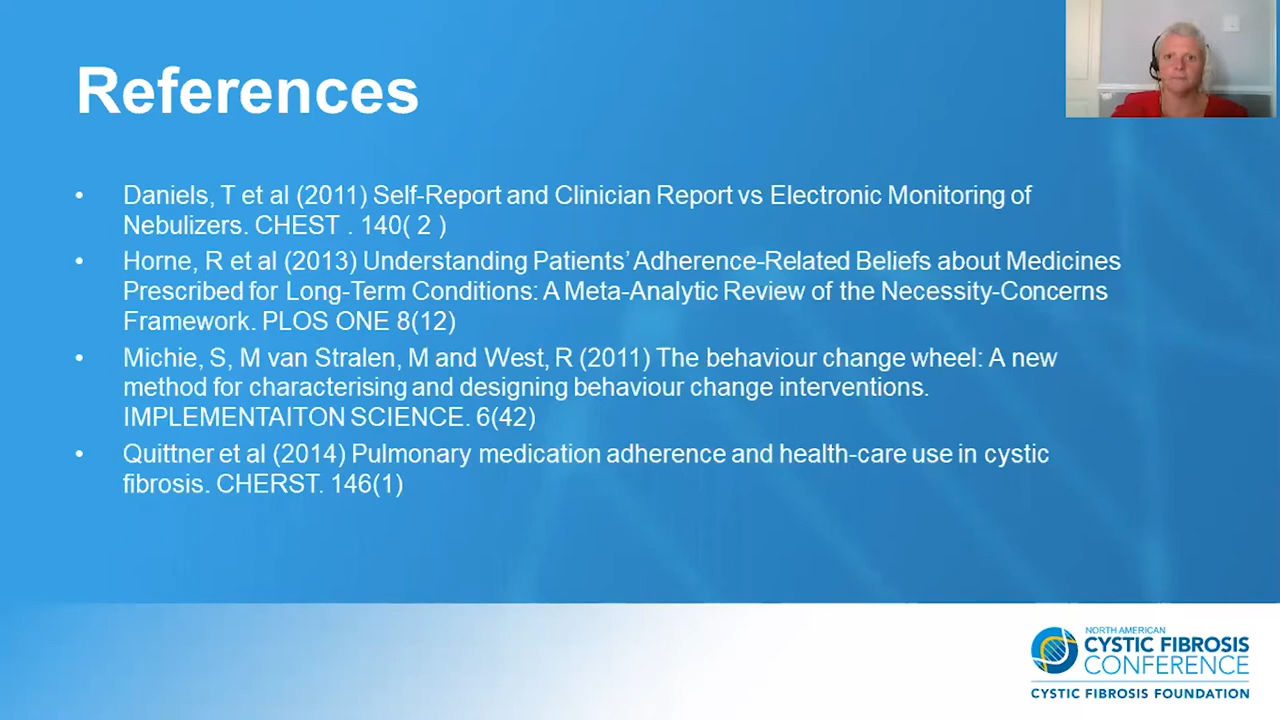 References
• Daniels, T et al (2011) Self-Report and Clinician Report vs Electronic Monitoring of
Nebulizers. CHEST . 140( 2 )
• Horne, R et al (2013) Understanding Patients’ Adherence-Related Beliefs about Medicines
Prescribed for Long-Term Conditions: A Meta-Analytic Review of the Necessity-Concerns
Framework. PLOS ONE 8(12)
• Michie, S, M van Stralen, M and West, R (2011) The behaviour change wheel: A new
method for characterising and designing behaviour change interventions.
IMPLEMENTAITON SCIENCE. 6(42)
• Quittner et al (2014) Pulmonary medication adherence and health-care use in cystic
fibrosis. CHERST. 146(1)
NORTH AMERICAN
CYSTIC FIBROSIS
CONFERENCE
CYSTIC FIBROSIS FOUNDATION